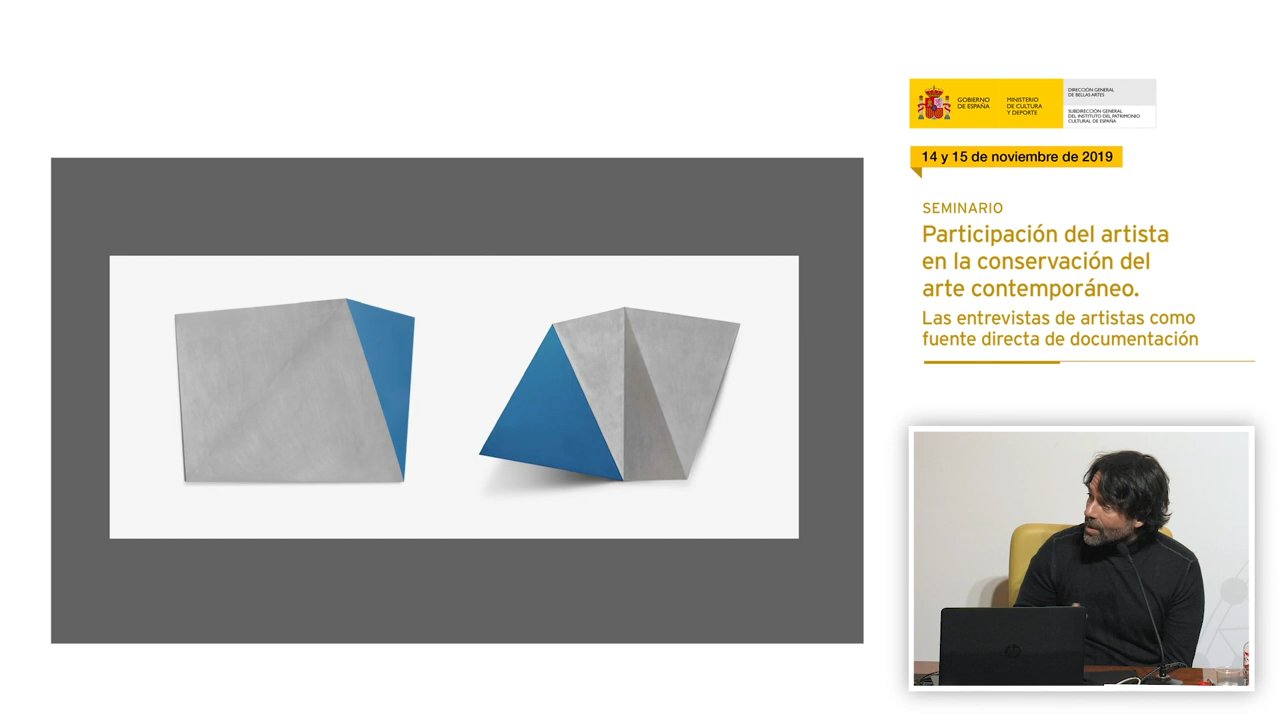 GOBIERNO
DE ESPAÑA
MINISTERIO
DE CULTURA
Y DEPORTE
DIRECCIÓN GENERAL
DE BELLAS ARTES
SUBDIRECCIÓN GENERAL
DEL INSTITUTO DEL PATRIMONIO
CULTURAL DE ESPAÑA
14 y 15 de noviembre de 2019
SEMINARIO
Participación del artista
en la conservación del
arte contemporáneo.
Las entrevistas de artistas como
fuente directa de documentación
hp